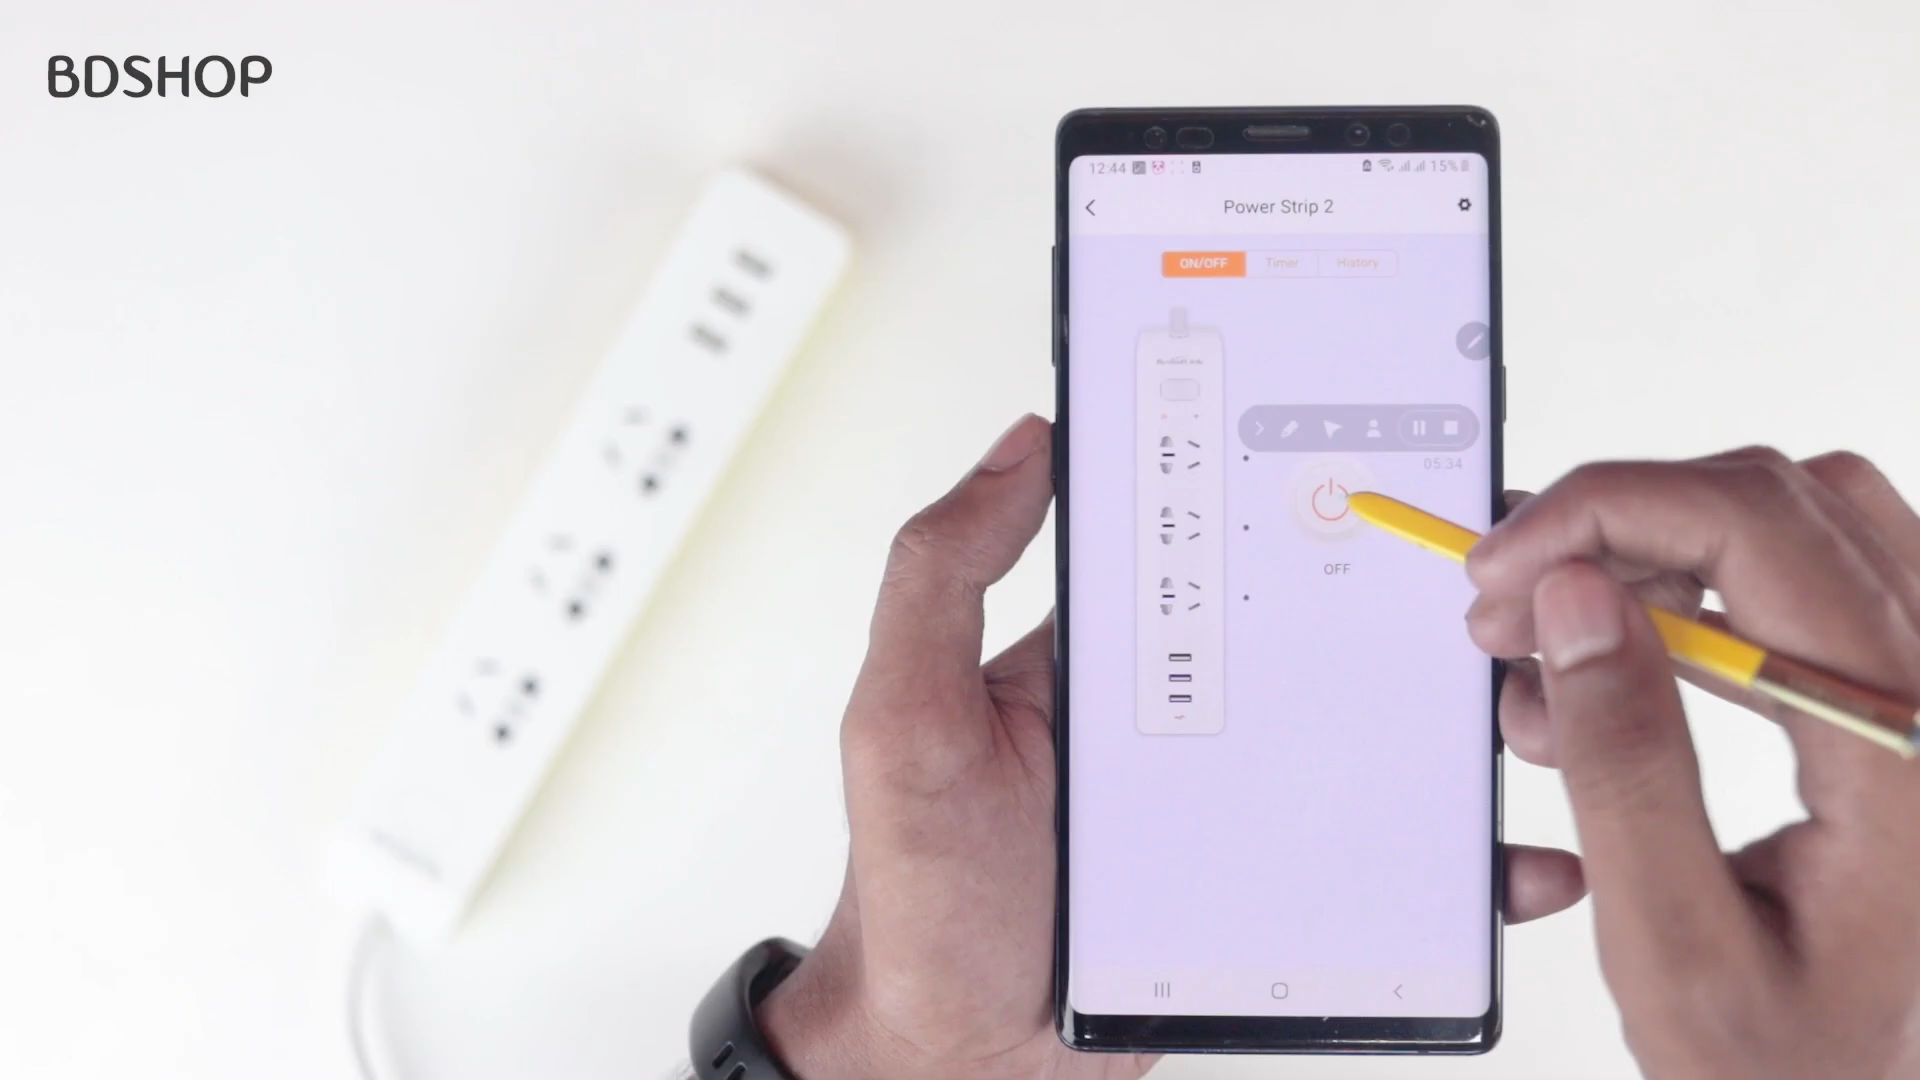 BDSHOP
12:44
15%
Power Strip 2
ON/OFF
Timer
History
05:34
OFF